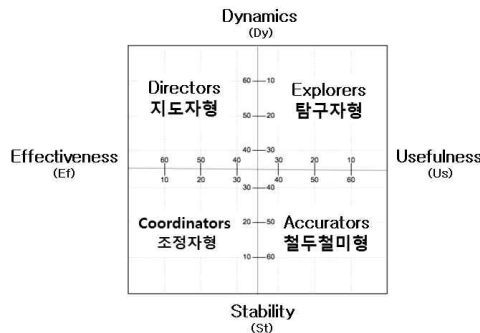 Dynamics
(Dy)
Directors
지도자형
Explorers
탐구자형
60 10
20
40 30
Effectiveness
(Ef)
60 50 40 30 20 10
10 20 30 40 50 60
Usefulness
(Us)
40 30
50 20
60 10
Coordinators
조정자형
Accurators
철두철미형
Stability
(St)